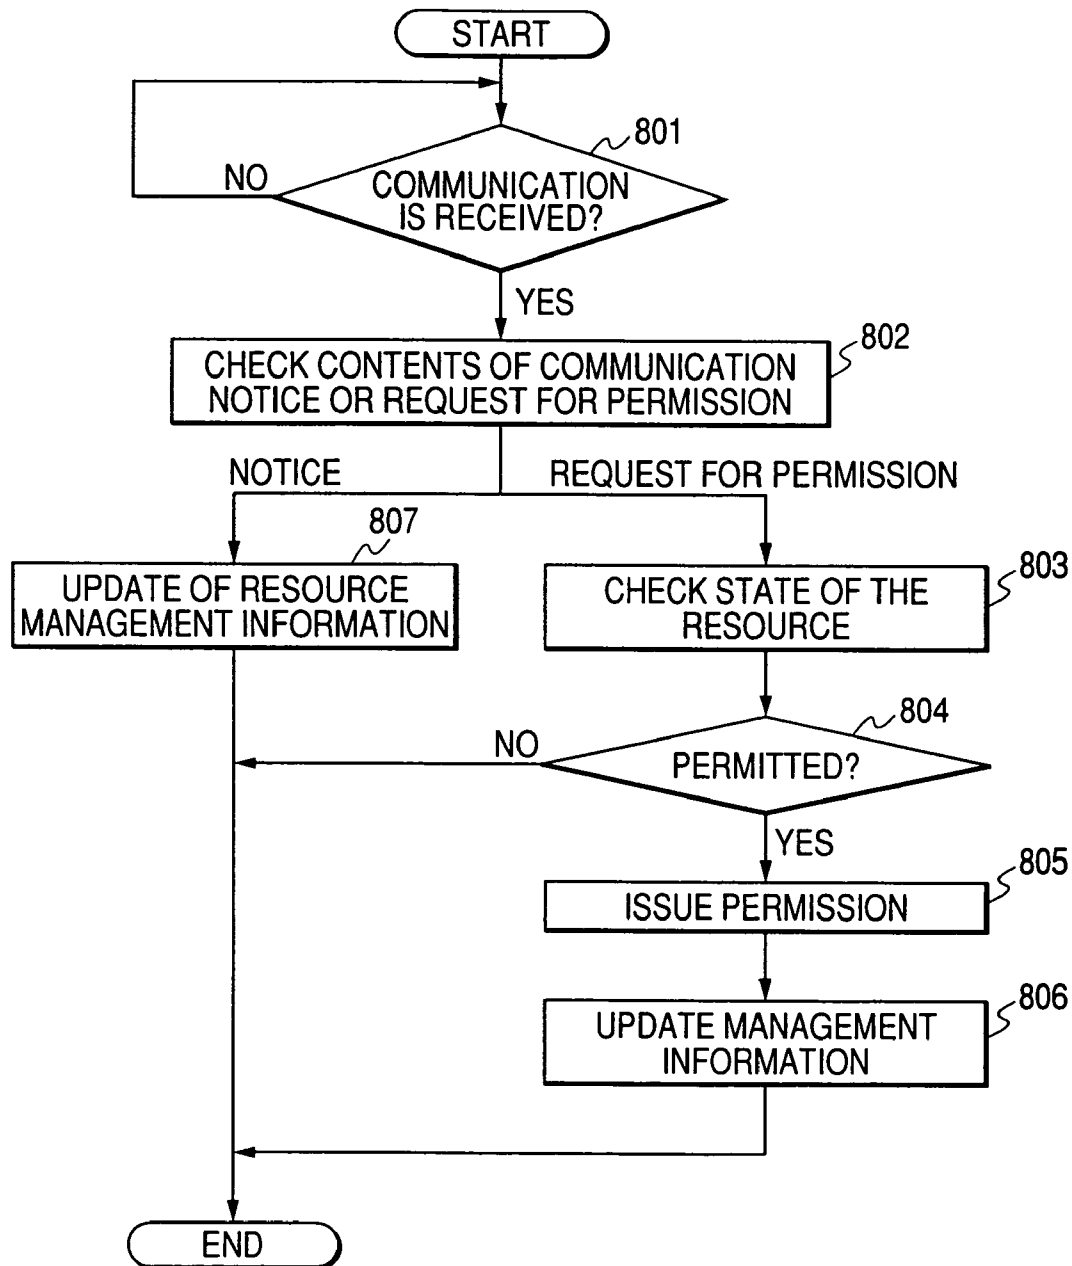 START
801
COMMUNICATION
IS RECEIVED?
NO
YES
802
CHECK CONTENTS OF COMMUNICATION
NOTICE OR REQUEST FOR PERMISSION
NOTICE
REQUEST FOR PERMISSION
807
UPDATE OF RESOURCE
MANAGEMENT INFORMATION
803
CHECK STATE OF THE
RESOURCE
804
NO
PERMITTED?
YES
805
ISSUE PERMISSION
806
UPDATE MANAGEMENT
INFORMATION
END